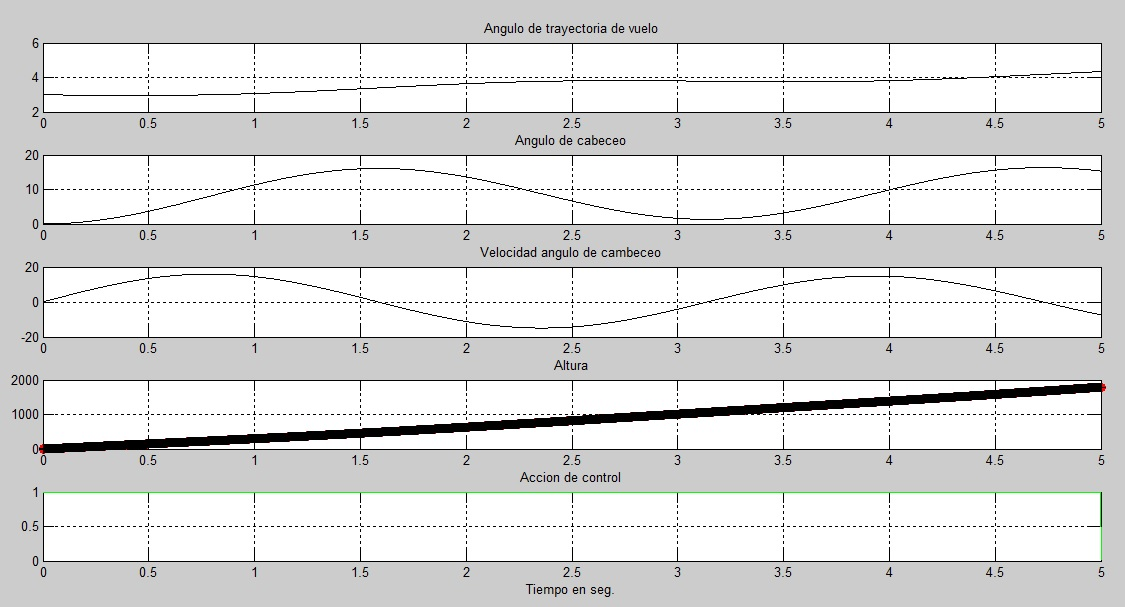 Angulo de trayectoria de vuelo
6
4
2
0 0.5 1 1.5 2 2.5 3 3.5 4 4.5 5
Angulo de cabeceo
20
10
0
0 0.5 1 1.5 2 2.5 3 3.5 4 4.5 5
Velocidad angulo de cambeceo
20
0
-20
0 0.5 1 1.5 2 2.5 3 3.5 4 4.5 5
Altura
2000
1000
0
0 0.5 1 1.5 2 2.5 3 3.5 4 4.5 5
Accion de control
1
0.5
0
0 0.5 1 1.5 2 2.5 3 3.5 4 4.5 5
Tiempo en seg.